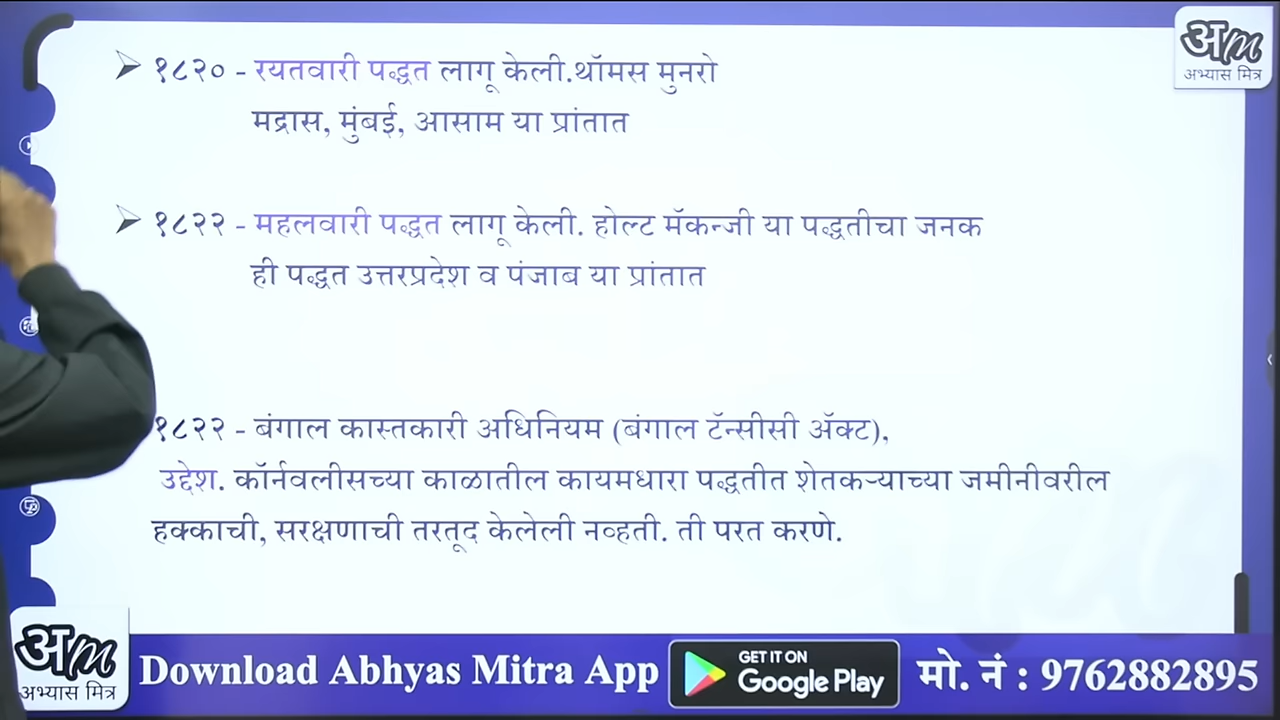 १८२० - रयतवारी पद्धत लागू केली.थॉमस मुनरो
मद्रास, मुंबई, आसाम या प्रांतात
१८२२ - महलवारी पद्धत लागू केली. होल्ट मॅकन्जी या पद्धतीचा जनक
ही पद्धत उत्तरप्रदेश व पंजाब या प्रांतात
१८२२ - बंगाल कास्तकारी अधिनियम (बंगाल टॅन्सीसी ॲक्ट),
उद्देश. कॉर्नवलीसच्या काळातील कायमधारा पद्धतीत शेतकऱ्याच्या जमीनीवरील
हक्काची, सरक्षणाची तरतूद केलेली नव्हती. ती परत करणे.
अm
अभ्यास मित्र
अm
अभ्यास मित्र
Download Abhyas Mitra App
GET IT ON
Google Play
मो. नं : 9762882895